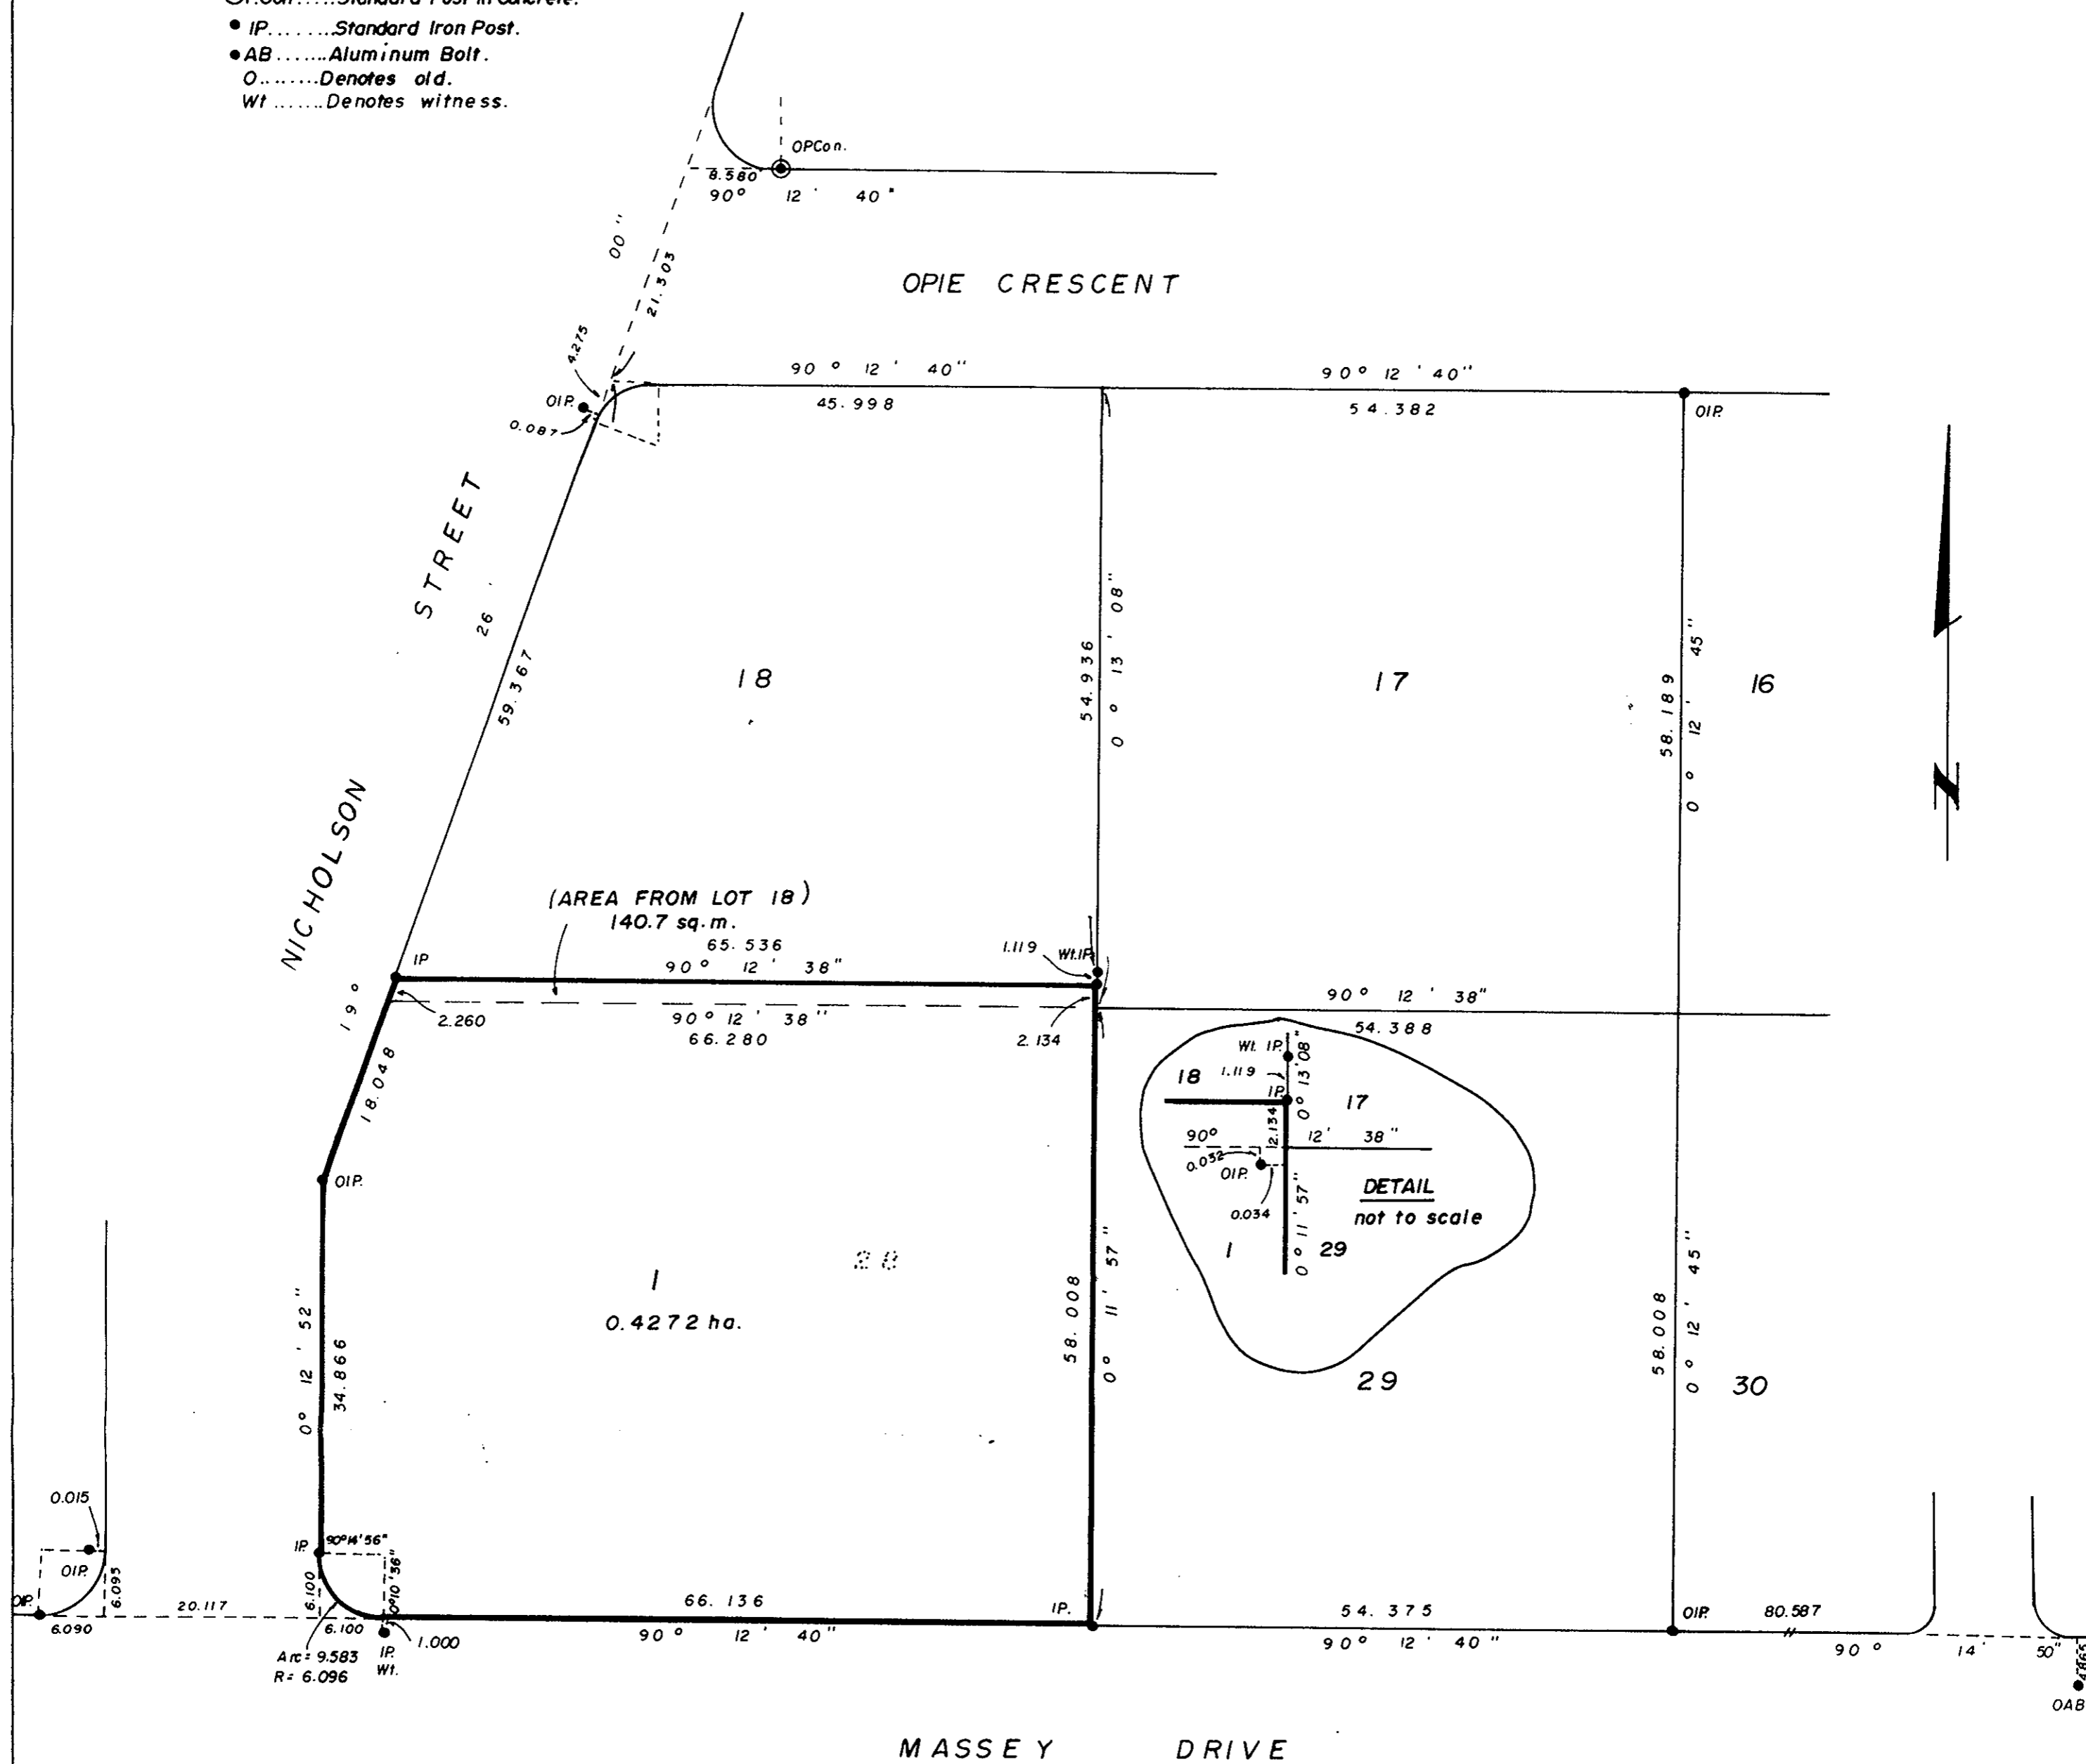 P.Con.....Standard Post in Concrete.
IP........Standard Iron Post.
AB.......Aluminum Bolt.
O........Denotes old.
Wt.......Denotes witness.
OPCon.
8.580
90° 12' 40"
00"
21.303
OPIE CRESCENT
4.275
OIP.
0.087
90° 12' 40"
45.998
90° 12' 40"
54.382
OIP.
STREET
26'
59.367
18
54.936
0° 13' 08"
17
58.189
0° 12' 45"
16
N
NICHOLSON
19°
(AREA FROM LOT 18)
140.7 sq.m.
65.536
90° 12' 38"
IP
1.119
Wt.IP.
2.260
90° 12' 38"
66.280
2.134
90° 12' 38"
54.388
18.048
OIP.
Wt. IP.
1.119
0° 13' 08"
18
IP.
17
2.134
90° 12' 38"
0.032
OIP.
0.034
0° 11' 57"
DETAIL
not to scale
1
29
28
1
0.4272 ha.
58.008
0° 11' 57"
29
58.008
0° 12' 45"
30
0° 12' 52"
34.866
0.015
OIP.
OIP.
6.095
6.090
20.117
IP.
90°14'56"
6.100
0°10'36"
6.100
1.000
IP.
Wt.
Arc= 9.583
R= 6.096
66.136
90° 12' 40"
IP.
54.375
90° 12' 40"
OIP.
80.587
90° 14' 50"
OAB
MASSEY DRIVE